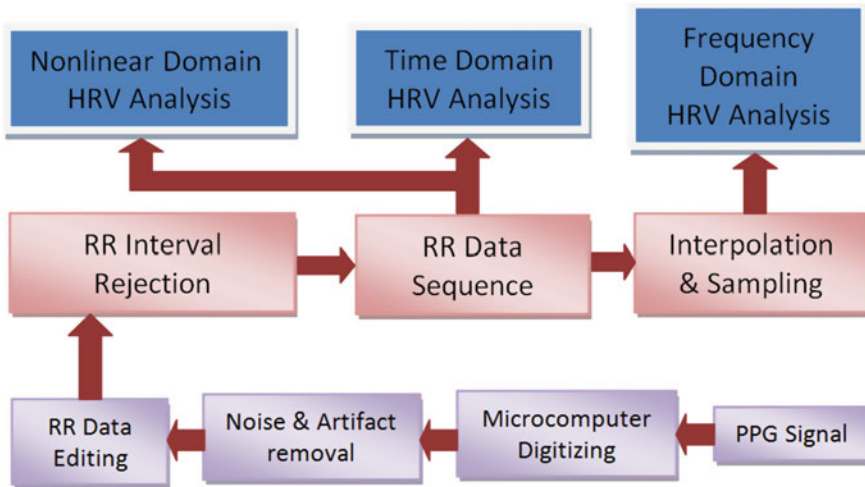 Nonlinear Domain
HRV Analysis
Time Domain
HRV Analysis
Frequency
Domain
HRV Analysis
RR Interval
Rejection
RR Data
Sequence
Interpolation
& Sampling
RR Data
Editing
Noise & Artifact
removal
Microcomputer
Digitizing
PPG Signal